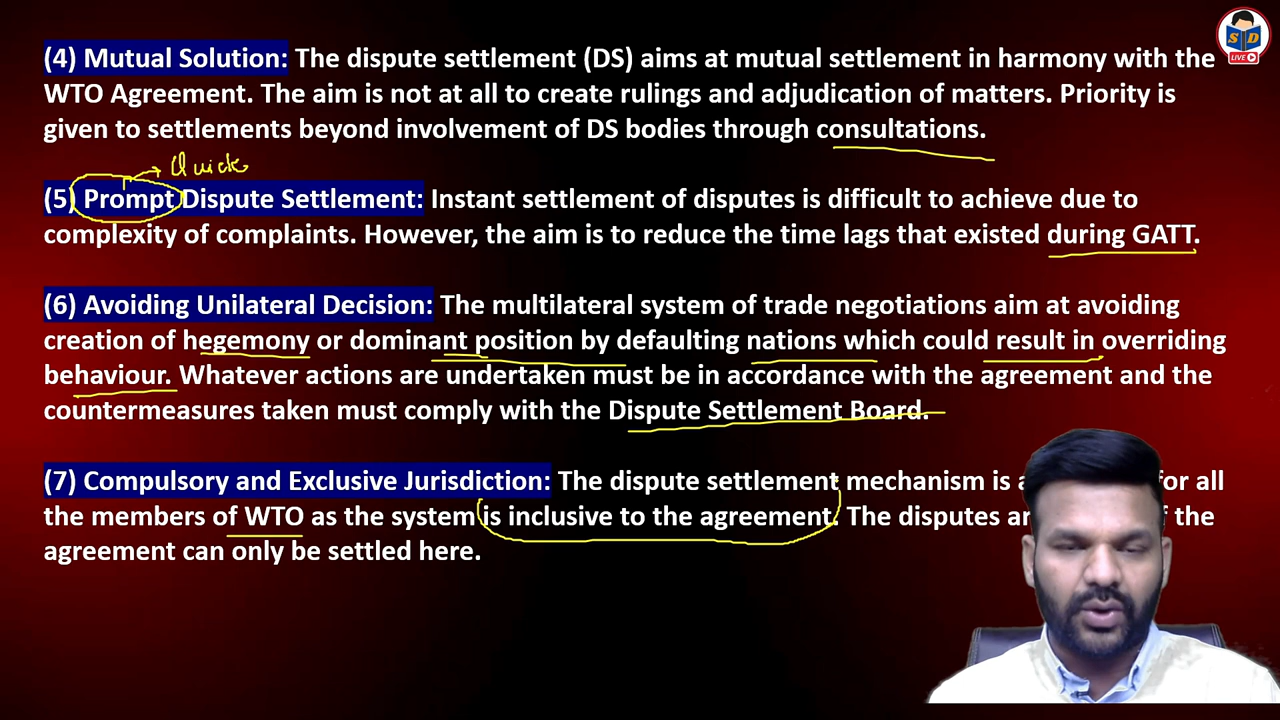 SD
LIVE
(4) Mutual Solution: The dispute settlement (DS) aims at mutual settlement in harmony with the
WTO Agreement. The aim is not at all to create rulings and adjudication of matters. Priority is
given to settlements beyond involvement of DS bodies through consultations.
Quick
(5) Prompt Dispute Settlement: Instant settlement of disputes is difficult to achieve due to
complexity of complaints. However, the aim is to reduce the time lags that existed during GATT.
(6) Avoiding Unilateral Decision: The multilateral system of trade negotiations aim at avoiding
creation of hegemony or dominant position by defaulting nations which could result in overriding
behaviour. Whatever actions are undertaken must be in accordance with the agreement and the
countermeasures taken must comply with the Dispute Settlement Board.
(7) Compulsory and Exclusive Jurisdiction: The dispute settlement mechanism is for all
the members of WTO as the system is inclusive to the agreement. The disputes the
agreement can only be settled here.